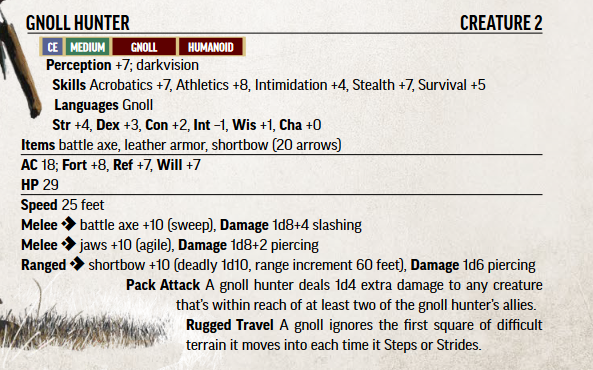 GNOLL HUNTER CREATURE 2
CE MEDIUM GNOLL HUMANOID
Perception +7; darkvision
Skills Acrobatics +7, Athletics +8, Intimidation +4, Stealth +7, Survival +5
Languages Gnoll
Str +4, Dex +3, Con +2, Int –1, Wis +1, Cha +0
Items battle axe, leather armor, shortbow (20 arrows)
AC 18; Fort +8, Ref +7, Will +7
HP 29
Speed 25 feet
Melee ◆ battle axe +10 (sweep), Damage 1d8+4 slashing
Melee ◆ jaws +10 (agile), Damage 1d8+2 piercing
Ranged ◆ shortbow +10 (deadly 1d10, range increment 60 feet), Damage 1d6 piercing
Pack Attack A gnoll hunter deals 1d4 extra damage to any creature
that's within reach of at least two of the gnoll hunter's allies.
Rugged Travel A gnoll ignores the first square of difficult
terrain it moves into each time it Steps or Strides.